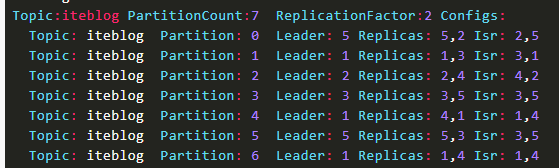 Topic:iteblog PartitionCount:7 ReplicationFactor:2 Configs:
Topic: iteblog Partition: 0 Leader: 5 Replicas: 5,2 Isr: 2,5
Topic: iteblog Partition: 1 Leader: 1 Replicas: 1,3 Isr: 3,1
Topic: iteblog Partition: 2 Leader: 2 Replicas: 2,4 Isr: 4,2
Topic: iteblog Partition: 3 Leader: 3 Replicas: 3,5 Isr: 3,5
Topic: iteblog Partition: 4 Leader: 1 Replicas: 4,1 Isr: 1,4
Topic: iteblog Partition: 5 Leader: 5 Replicas: 5,3 Isr: 3,5
Topic: iteblog Partition: 6 Leader: 1 Replicas: 1,4 Isr: 1,4